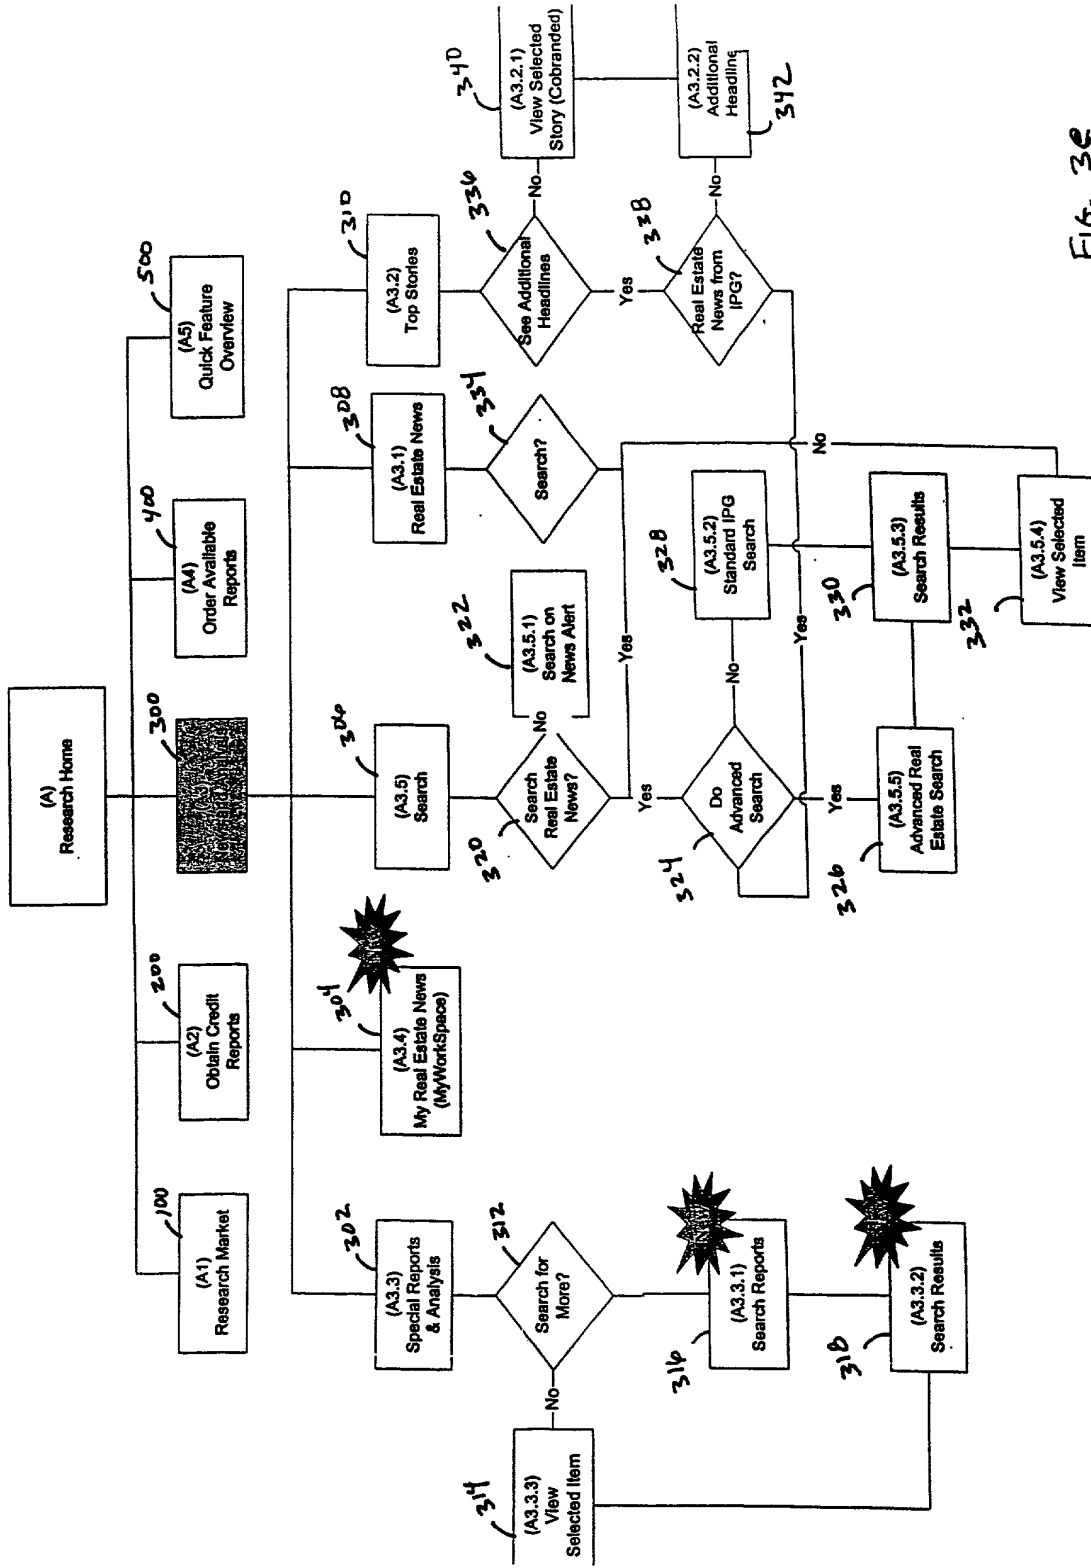 (A)
Research Home
100
(A1)
Research Market
200
(A2)
Obtain Credit
Reports
300
(A3)
News and Analysis
400
(A4)
Order Available
Reports
500
(A5)
Quick Feature
Overview
302
(A3.3)
Special Reports
& Analysis
304
(A3.4)
My Real Estate News
(MyWorkSpace)
NEW
306
(A3.5)
Search
308
(A3.1)
Real Estate News
310
(A3.2)
Top Stories
312
Search for
More?
No
314
(A3.3.3)
View
Selected Item
316
(A3.3.1)
Search Reports
NEW
318
(A3.3.2)
Search Results
320
Search
Real Estate
News?
No
322
(A3.5.1)
Search on
News Alert
Yes
Yes
324
Do
Advanced
Search
No
Yes
326
(A3.5.5)
Advanced Real
Estate Search
328
(A3.5.2)
Standard IPG
Search
330
(A3.5.3)
Search Results
332
(A3.5.4)
View Selected
Item
334
Search?
No
336
See Additional
Headlines
No
Yes
338
Real Estate
News from
IPG?
No
Yes
340
(A3.2.1)
View Selected
Story (Cobranded)
342
(A3.2.2)
Additional
Headline
FIG. 3e